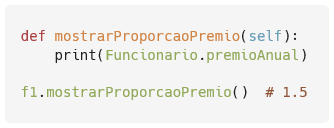 def mostrarProporcaoPremio(self):
    print(Funcionario.premioAnual)

f1.mostrarProporcaoPremio()  # 1.5